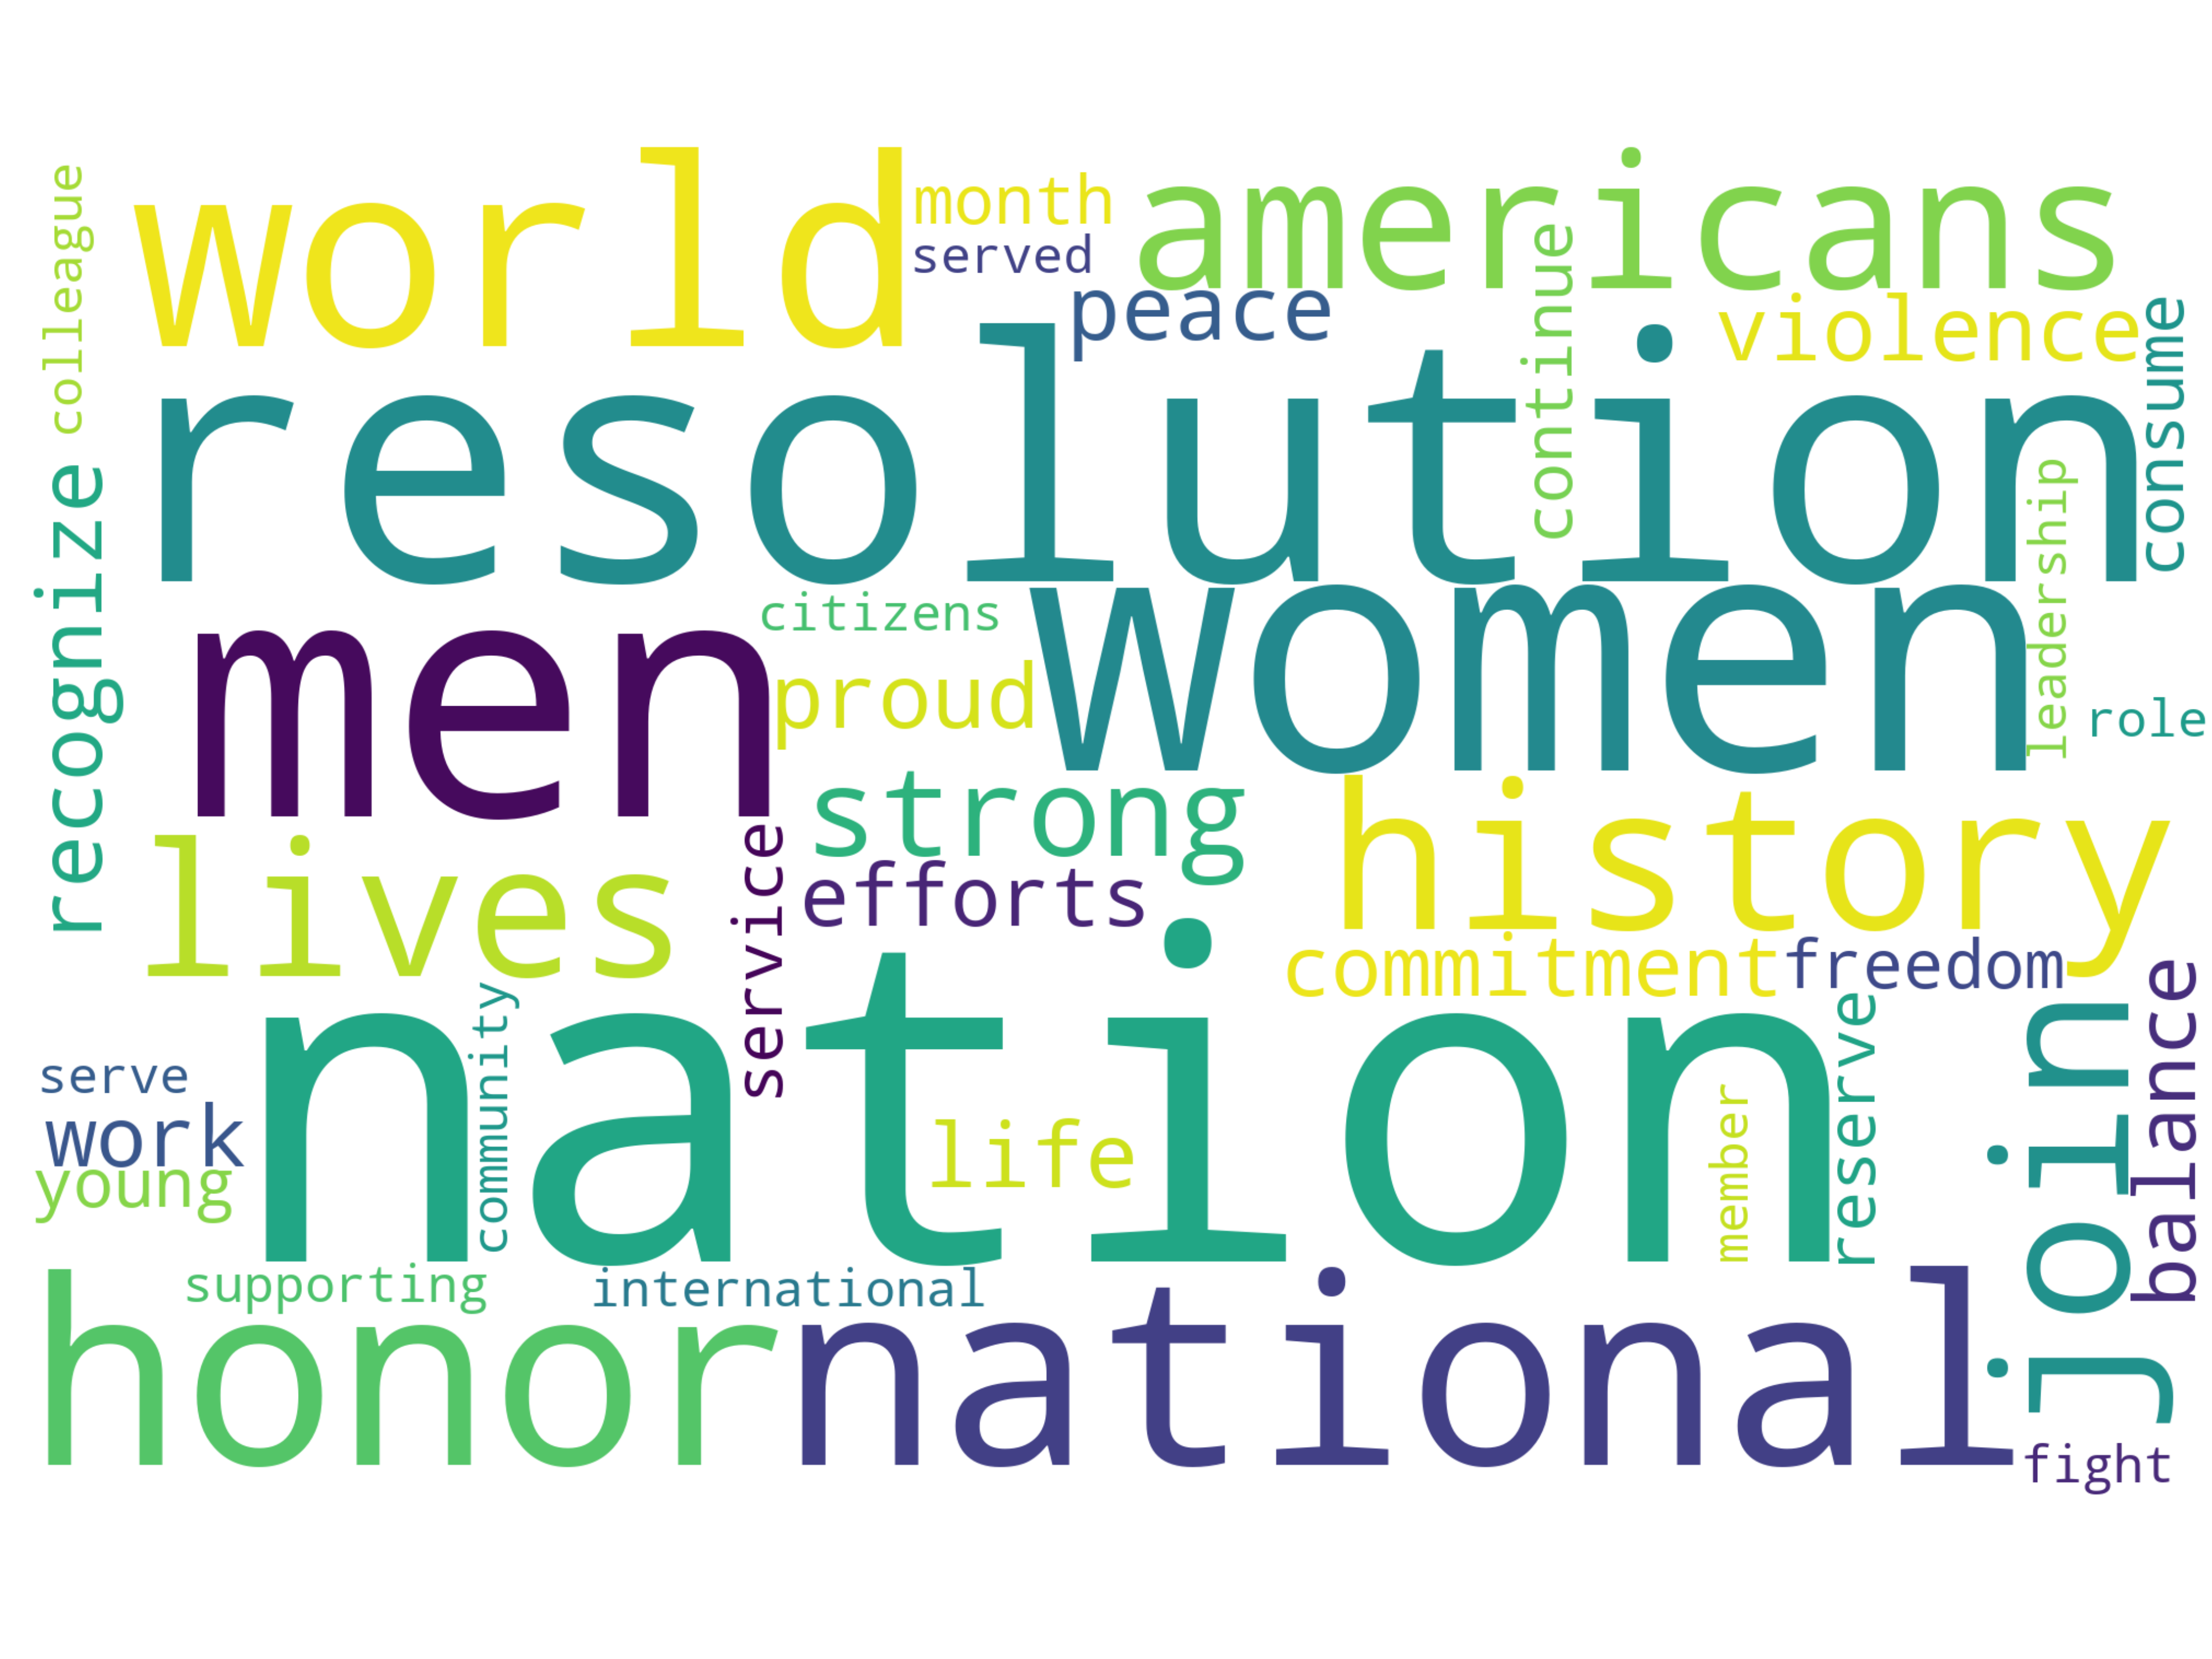 colleague
world
month
americans
served
continue
peace
violence
consume
resolution
recognize
leadership
citizens
women
men
proud
role
strong
history
lives
service
efforts
commitment
freedom
nation
community
reserve
join
balance
serve
work
young
life
member
supporting
international
honor
national
fight